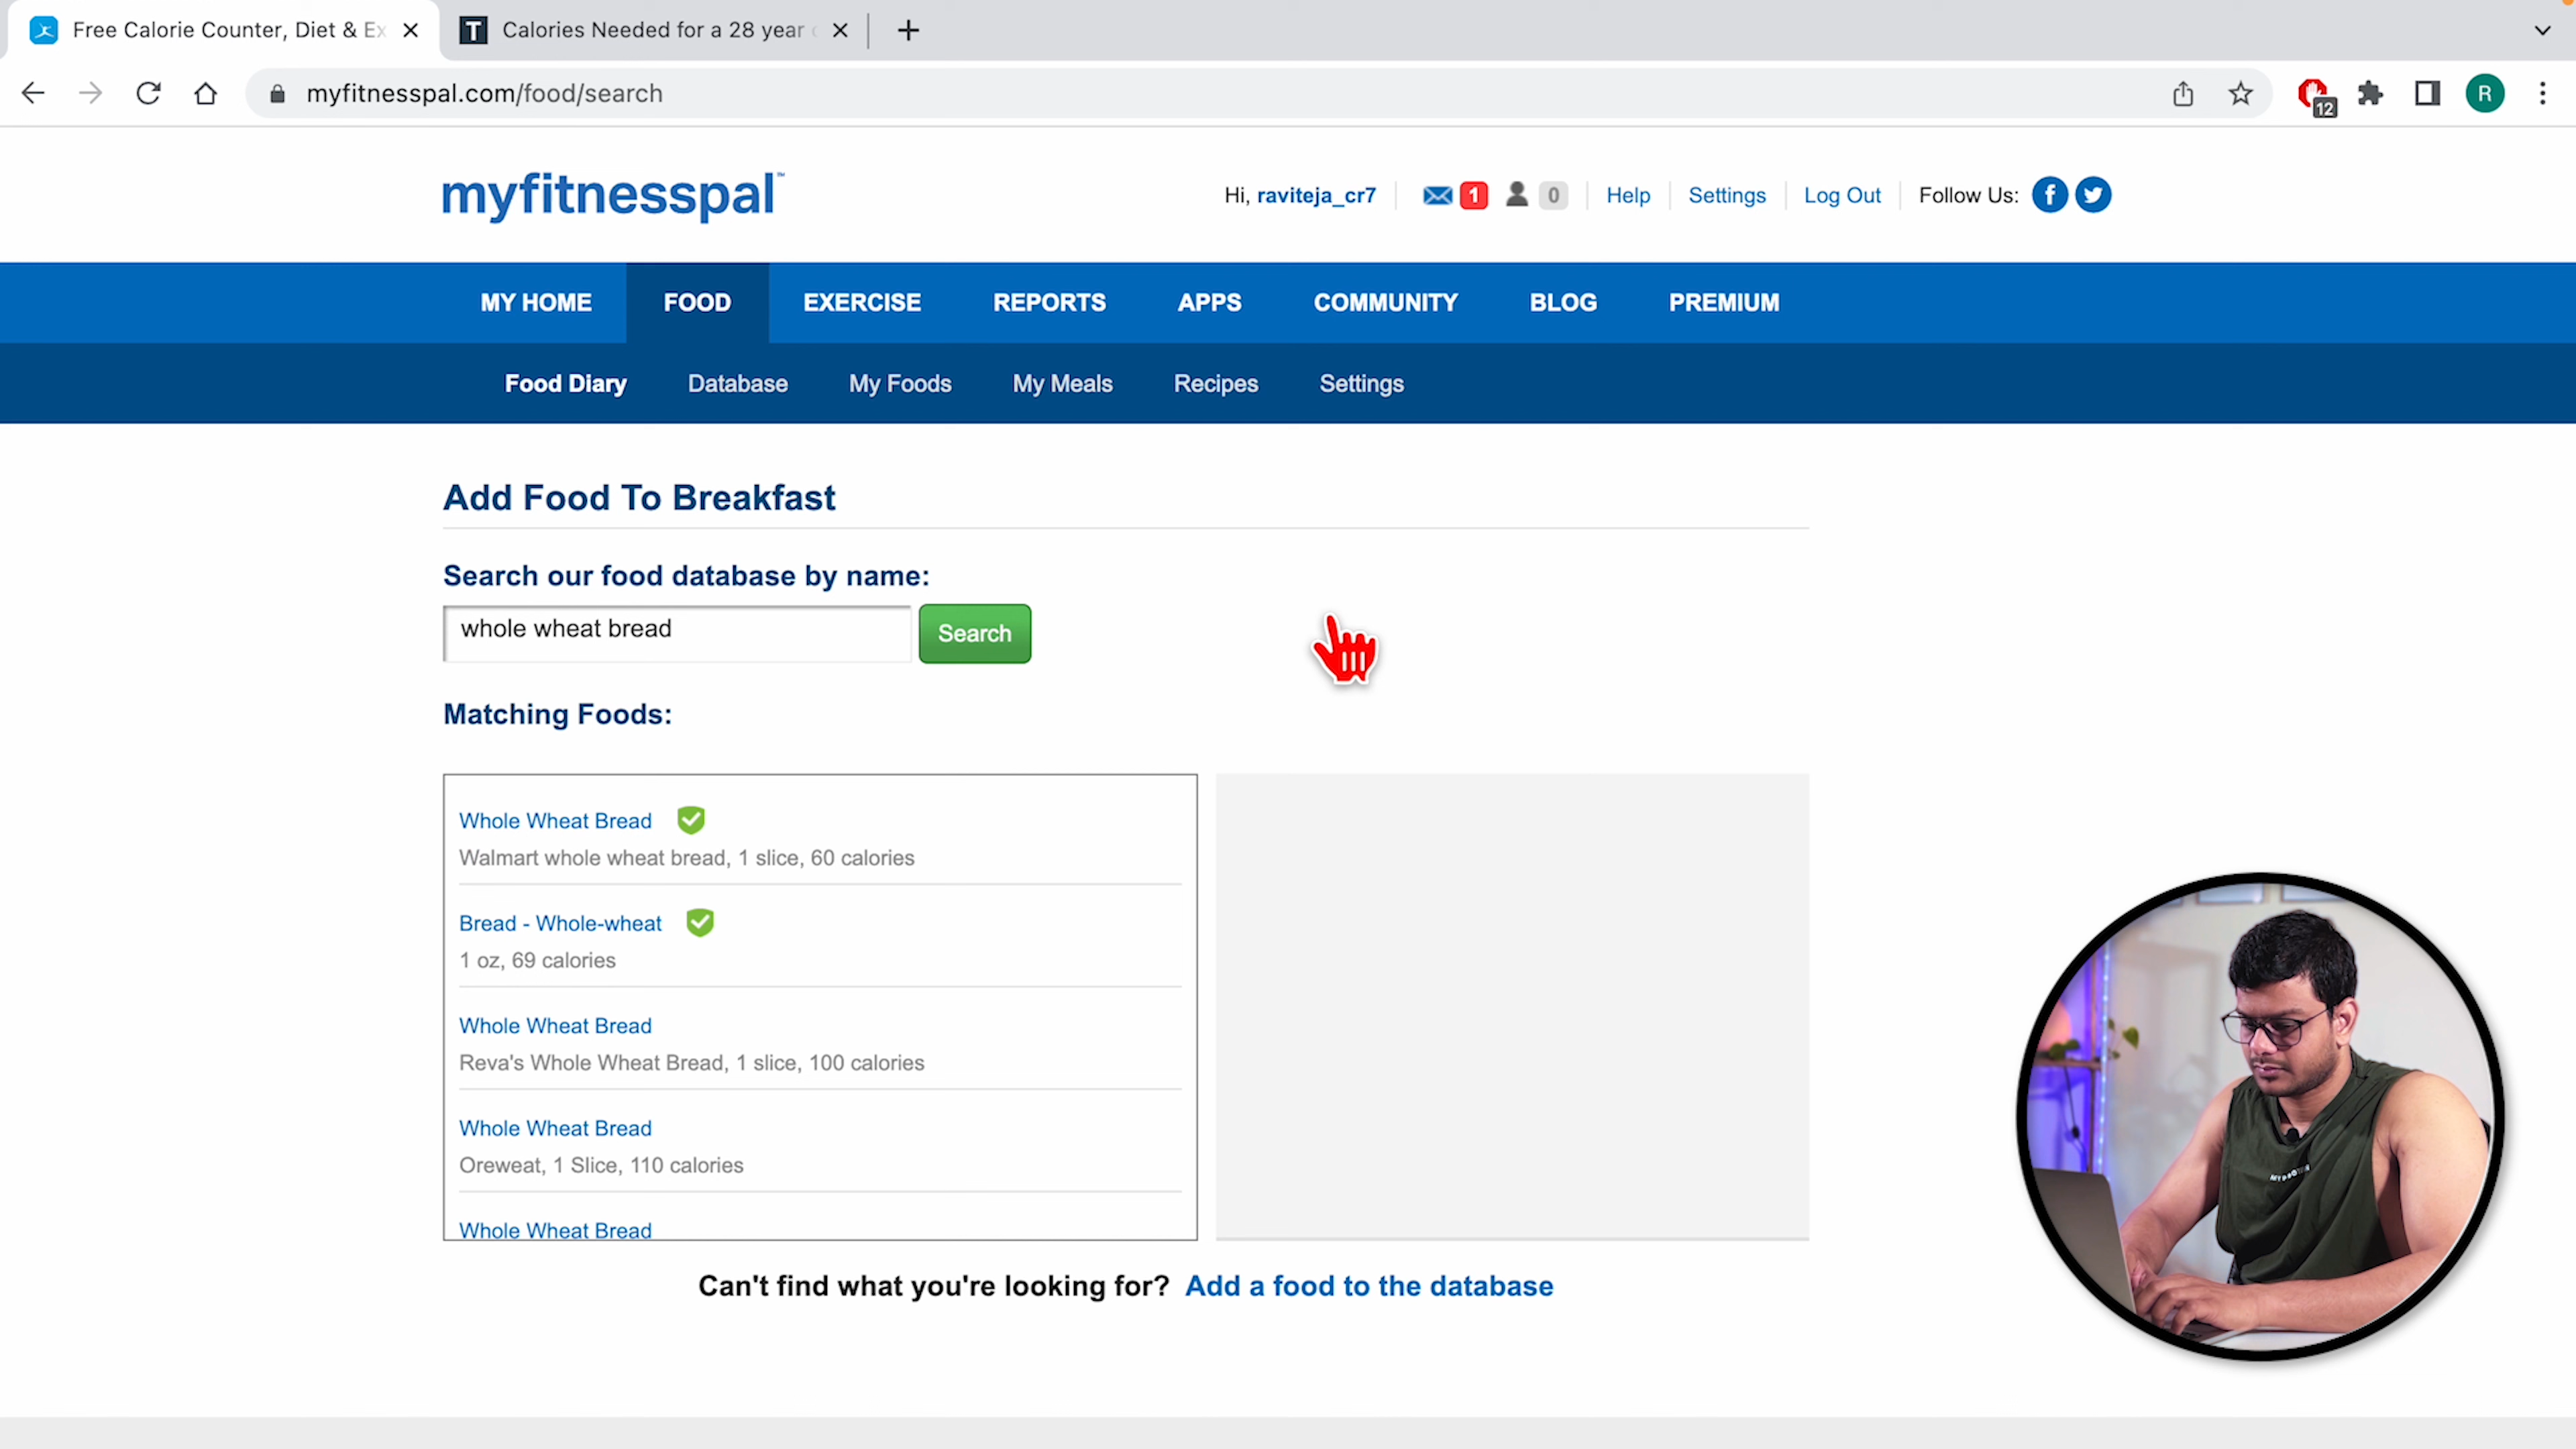 Free Calorie Counter, Diet & Ex
T Calories Needed for a 28 year
myfitnesspal.com/food/search
12
R
myfitnesspal™
Hi, raviteja_cr7 1 0 Help Settings Log Out Follow Us:
MY HOME FOOD EXERCISE REPORTS APPS COMMUNITY BLOG PREMIUM
Food Diary Database My Foods My Meals Recipes Settings
Add Food To Breakfast
Search our food database by name:
whole wheat bread Search
Matching Foods:
Whole Wheat Bread
Walmart whole wheat bread, 1 slice, 60 calories
Bread - Whole-wheat
1 oz, 69 calories
Whole Wheat Bread
Reva's Whole Wheat Bread, 1 slice, 100 calories
Whole Wheat Bread
Oreweat, 1 Slice, 110 calories
Whole Wheat Bread
Can't find what you're looking for? Add a food to the database